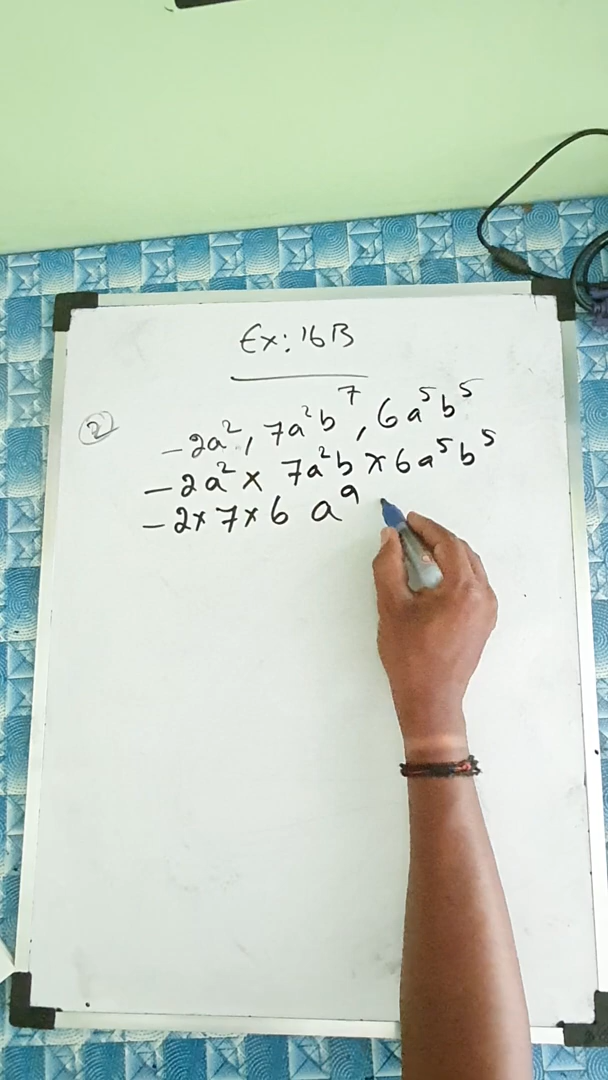 Ex: 16B
② -2a², 7a²b⁷, 6a⁵b⁵
-2a² × 7a²b × 6a⁵b⁵
-2×7×6 a⁹